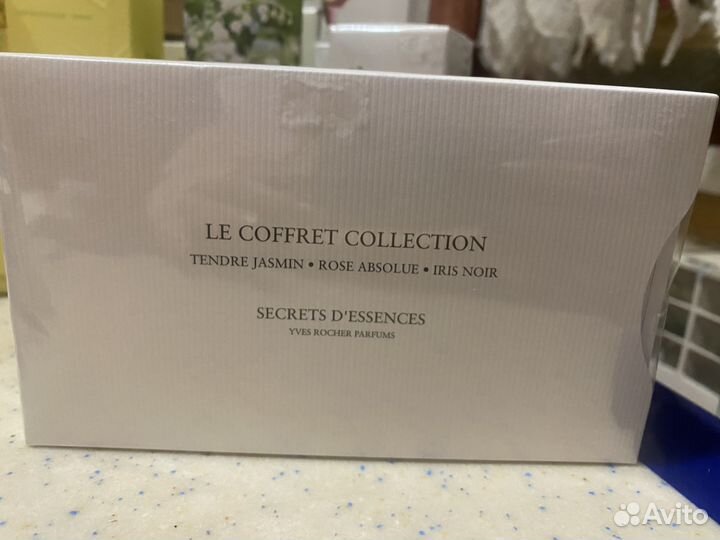 LE COFFRET COLLECTION
TENDRE JASMIN • ROSE ABSOLUE • IRIS NOIR
SECRETS D'ESSENCES
YVES ROCHER PARFUMS
Avito